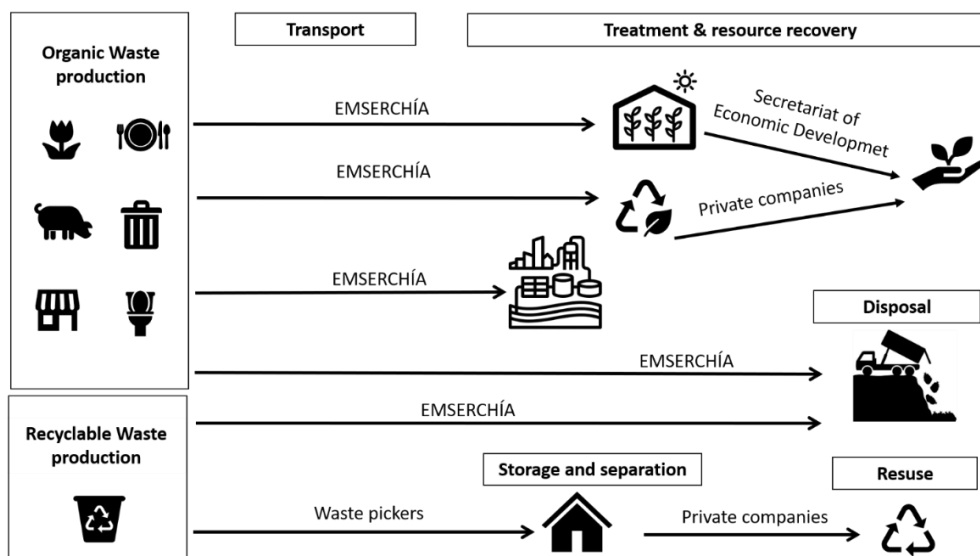 Organic Waste
production
Transport
Treatment & resource recovery
EMSERCHÍA
Secretariat of
Economic Developmet
EMSERCHÍA
Private companies
EMSERCHÍA
Disposal
EMSERCHÍA
EMSERCHÍA
Recyclable Waste
production
Storage and separation
Resuse
Waste pickers
Private companies